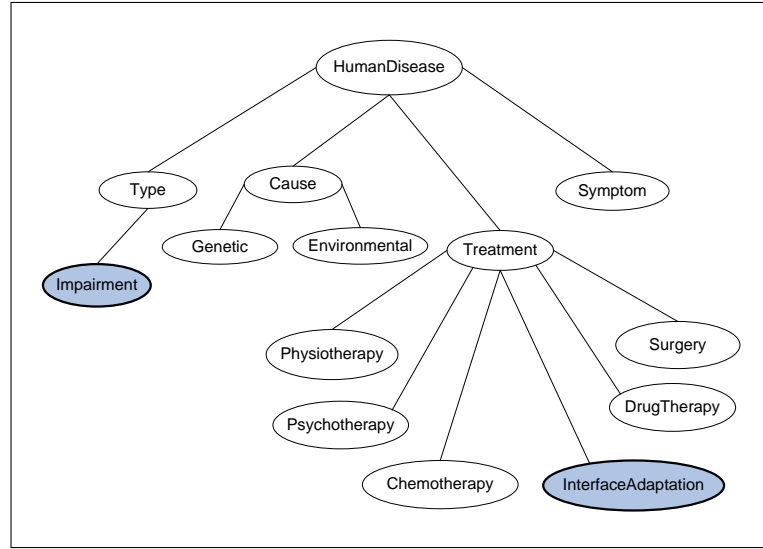 HumanDisease
Type
Cause
Symptom
Genetic
Environmental
Treatment
Impairment
Physiotherapy
Surgery
Psychotherapy
DrugTherapy
Chemotherapy
InterfaceAdaptation